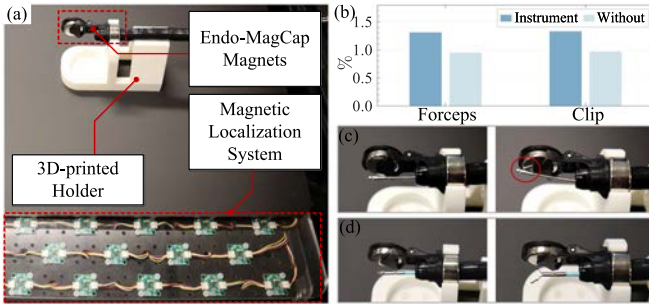 (a)
Endo-MagCap
Magnets
Magnetic
Localization
System
3D-printed
Holder
(b)
Instrument
Without
%
1.5
1.0
0.5
0.0
Forceps
Clip
(c)
(d)